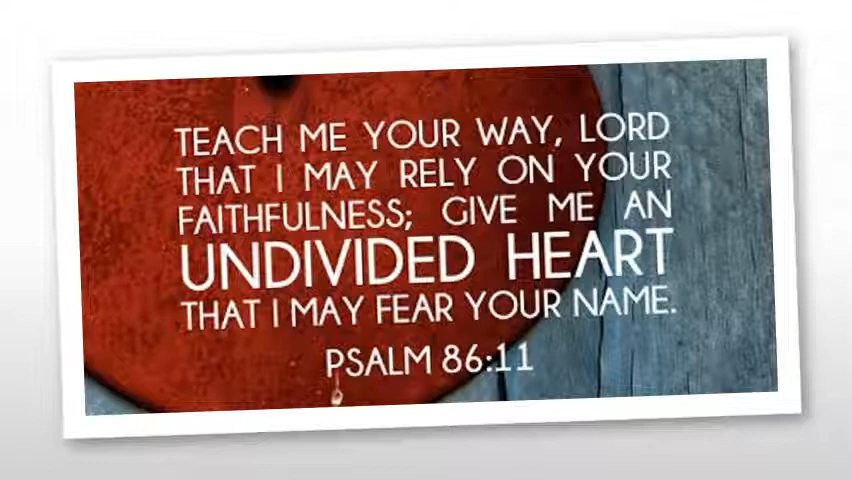 TEACH ME YOUR WAY, LORD
THAT I MAY RELY ON YOUR
FAITHFULNESS; GIVE ME AN
UNDIVIDED HEART
THAT I MAY FEAR YOUR NAME.
PSALM 86:11